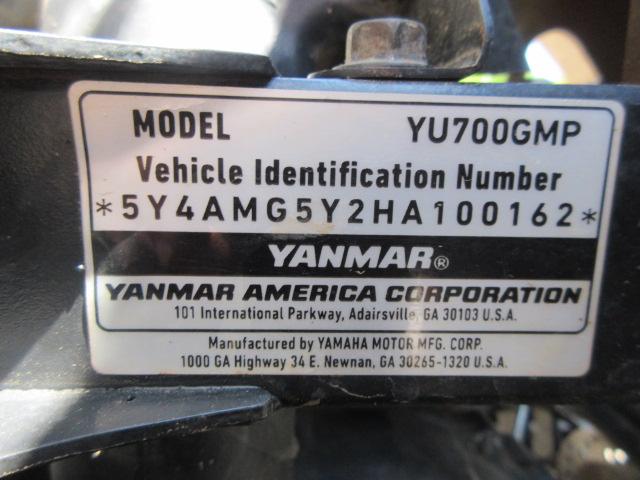 MODEL YU700GMP
Vehicle Identification Number
*5Y4AMG5Y2HA100162*
YANMAR®
YANMAR AMERICA CORPORATION
101 International Parkway, Adairsville, GA 30103 U.S.A.
Manufactured by YAMAHA MOTOR MFG. CORP.
1000 GA Highway 34 E. Newnan, GA 30265-1320 U.S.A.